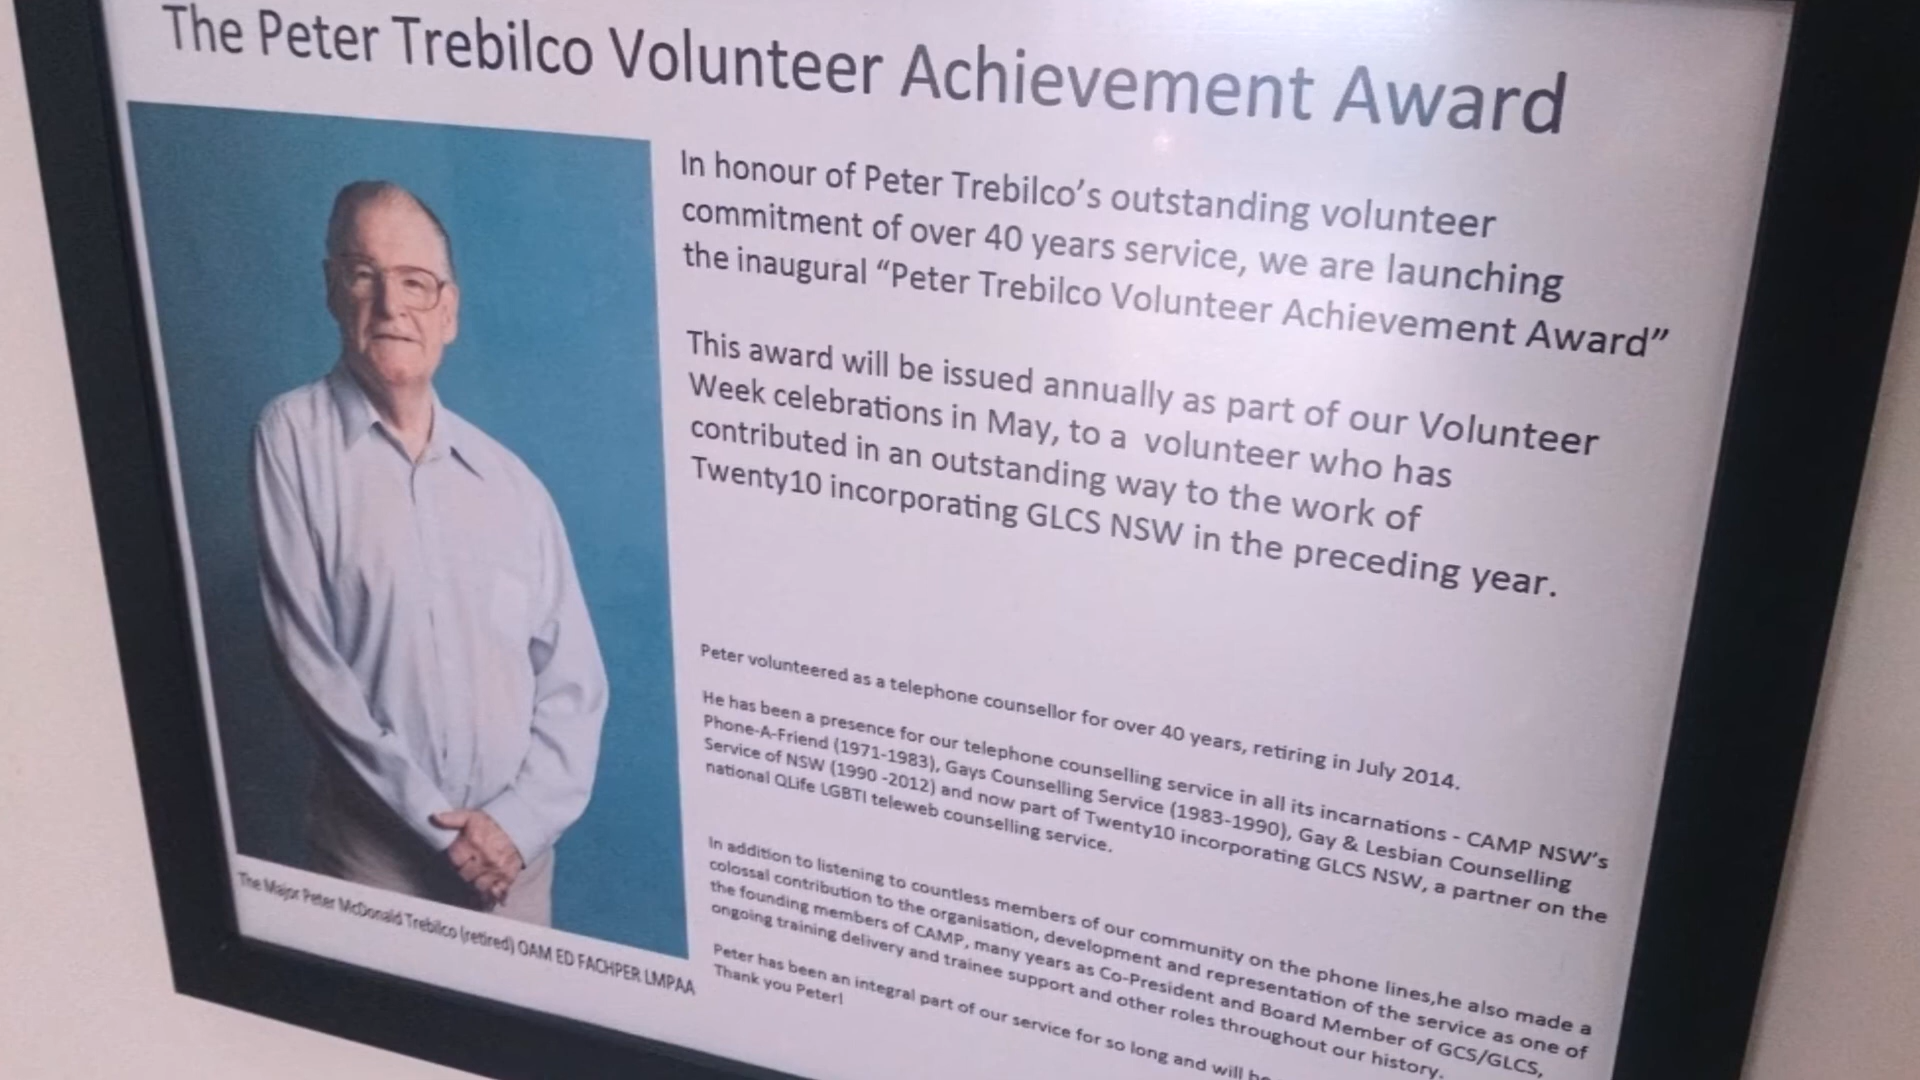 The Peter Trebilco Volunteer Achievement Award
In honour of Peter Trebilco's outstanding volunteer
commitment of over 40 years service, we are launching
the inaugural “Peter Trebilco Volunteer Achievement Award”
This award will be issued annually as part of our Volunteer
Week celebrations in May, to a volunteer who has
contributed in an outstanding way to the work of
Twenty10 incorporating GLCS NSW in the preceding year.
Peter volunteered as a telephone counsellor for over 40 years, retiring in July 2014.
He has been a presence for our telephone counselling service in all its incarnations - CAMP NSW's
Phone-A-Friend (1971-1983), Gays Counselling Service (1983-1990), Gay & Lesbian Counselling
Service of NSW (1990 -2012) and now part of Twenty10 incorporating GLCS NSW, a partner on the
national QLife LGBTI teleweb counselling service.
In addition to listening to countless members of our community on the phone lines,he also made a
colossal contribution to the organisation, development and representation of the service as one of
the founding members of CAMP, many years as Co-President and Board Member of GCS/GLCS,
ongoing training delivery and trainee support and other roles throughout our history.
Peter has been an integral part of our service for so long and will
Thank you Peter!
The Major Peter McDonald Trebilco (retired) OAM ED FACHPER LMPAA